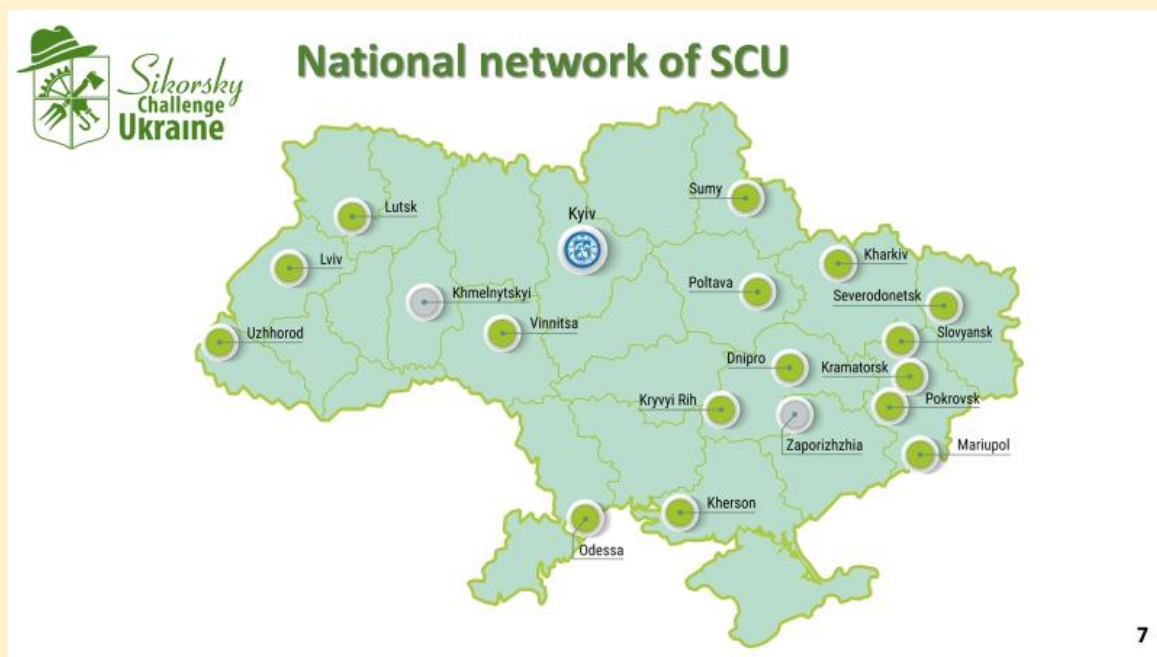 Sikorsky
Challenge
Ukraine
National network of SCU
Sumy
Lutsk
Kyiv
Lviv
Kharkiv
Poltava
Khmelnytskyi
Severodonetsk
Vinnitsa
Uzhhorod
Slovyansk
Dnipro
Kramatorsk
Kryvyi Rih
Pokrovsk
Zaporizhzhia
Mariupol
Kherson
Odessa
7